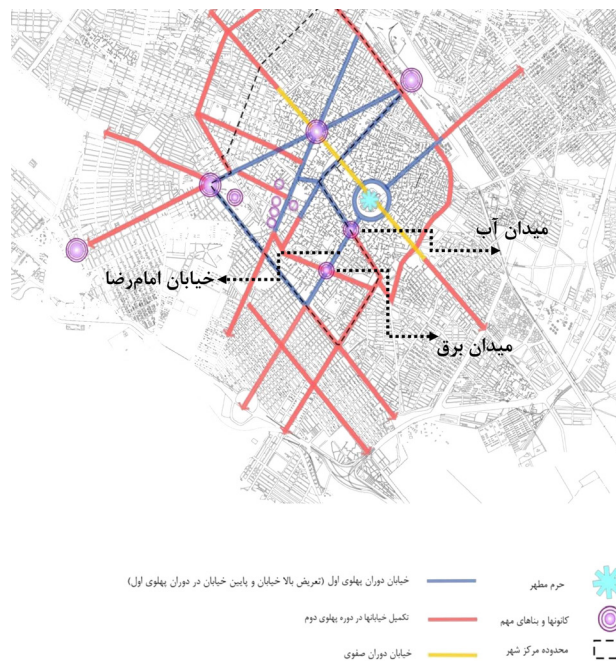 میدان آب
خیابان امام‌رضا
میدان برق
حرم مطهر
خیابان دوران پهلوی اول (تعریض بالا خیابان و پایین خیابان در دوران پهلوی اول)
کانونها و بناهای مهم
تکمیل خیابانها در دوره پهلوی دوم
محدوده مرکز شهر
خیابان دوران صفوی